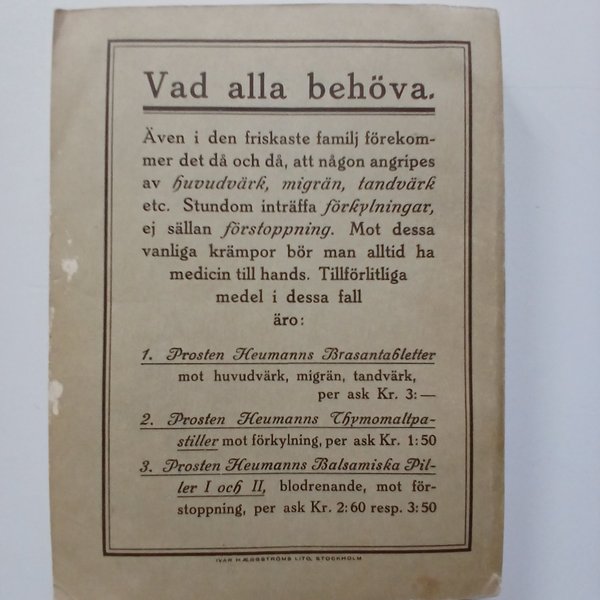 Vad alla behöva.
Även i den friskaste familj förekom-
mer det då och då, att någon angripes
av huvudvärk, migrän, tandvärk
etc. Stundom inträffa förkylningar,
ej sällan förstoppning. Mot dessa
vanliga krämpor bör man alltid ha
medicin till hands. Tillförlitliga
medel i dessa fall
äro:
1. Prosten Heumanns Brasantabletter
mot huvudvärk, migrän, tandvärk,
per ask Kr. 3:—
2. Prosten Heumanns Thymomaltpa-
stiller mot förkylning, per ask Kr. 1:50
3. Prosten Heumanns Balsamiska Pil-
ler I och II, blodrenande, mot för-
stoppning, per ask Kr. 2:60 resp. 3:50
IVAR HÆGGSTRÖMS LITO, STOCKHOLM